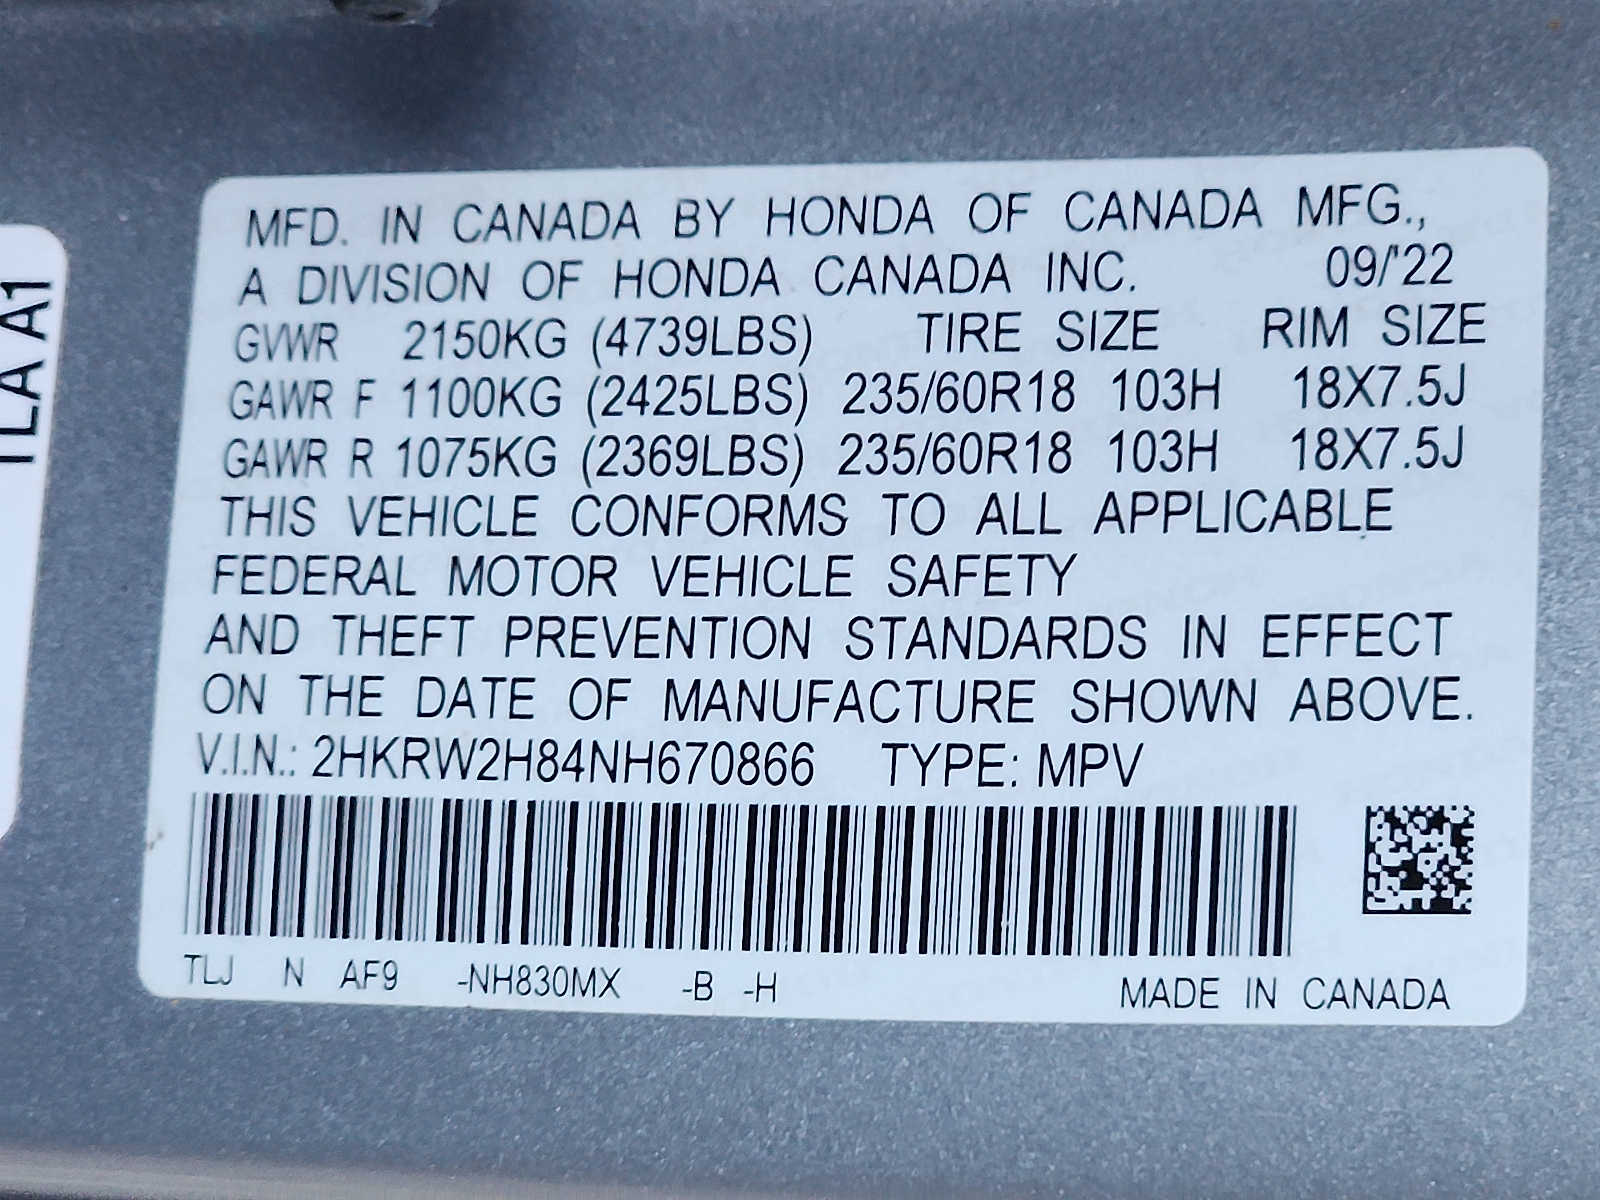 TLA A1
MFD. IN CANADA BY HONDA OF CANADA MFG.,
A DIVISION OF HONDA CANADA INC. 09/'22
GVWR 2150KG (4739LBS) TIRE SIZE RIM SIZE
GAWR F 1100KG (2425LBS) 235/60R18 103H 18X7.5J
GAWR R 1075KG (2369LBS) 235/60R18 103H 18X7.5J
THIS VEHICLE CONFORMS TO ALL APPLICABLE
FEDERAL MOTOR VEHICLE SAFETY
AND THEFT PREVENTION STANDARDS IN EFFECT
ON THE DATE OF MANUFACTURE SHOWN ABOVE.
V.I.N.: 2HKRW2H84NH670866 TYPE: MPV
TLJ N AF9 -NH830MX -B -H MADE IN CANADA